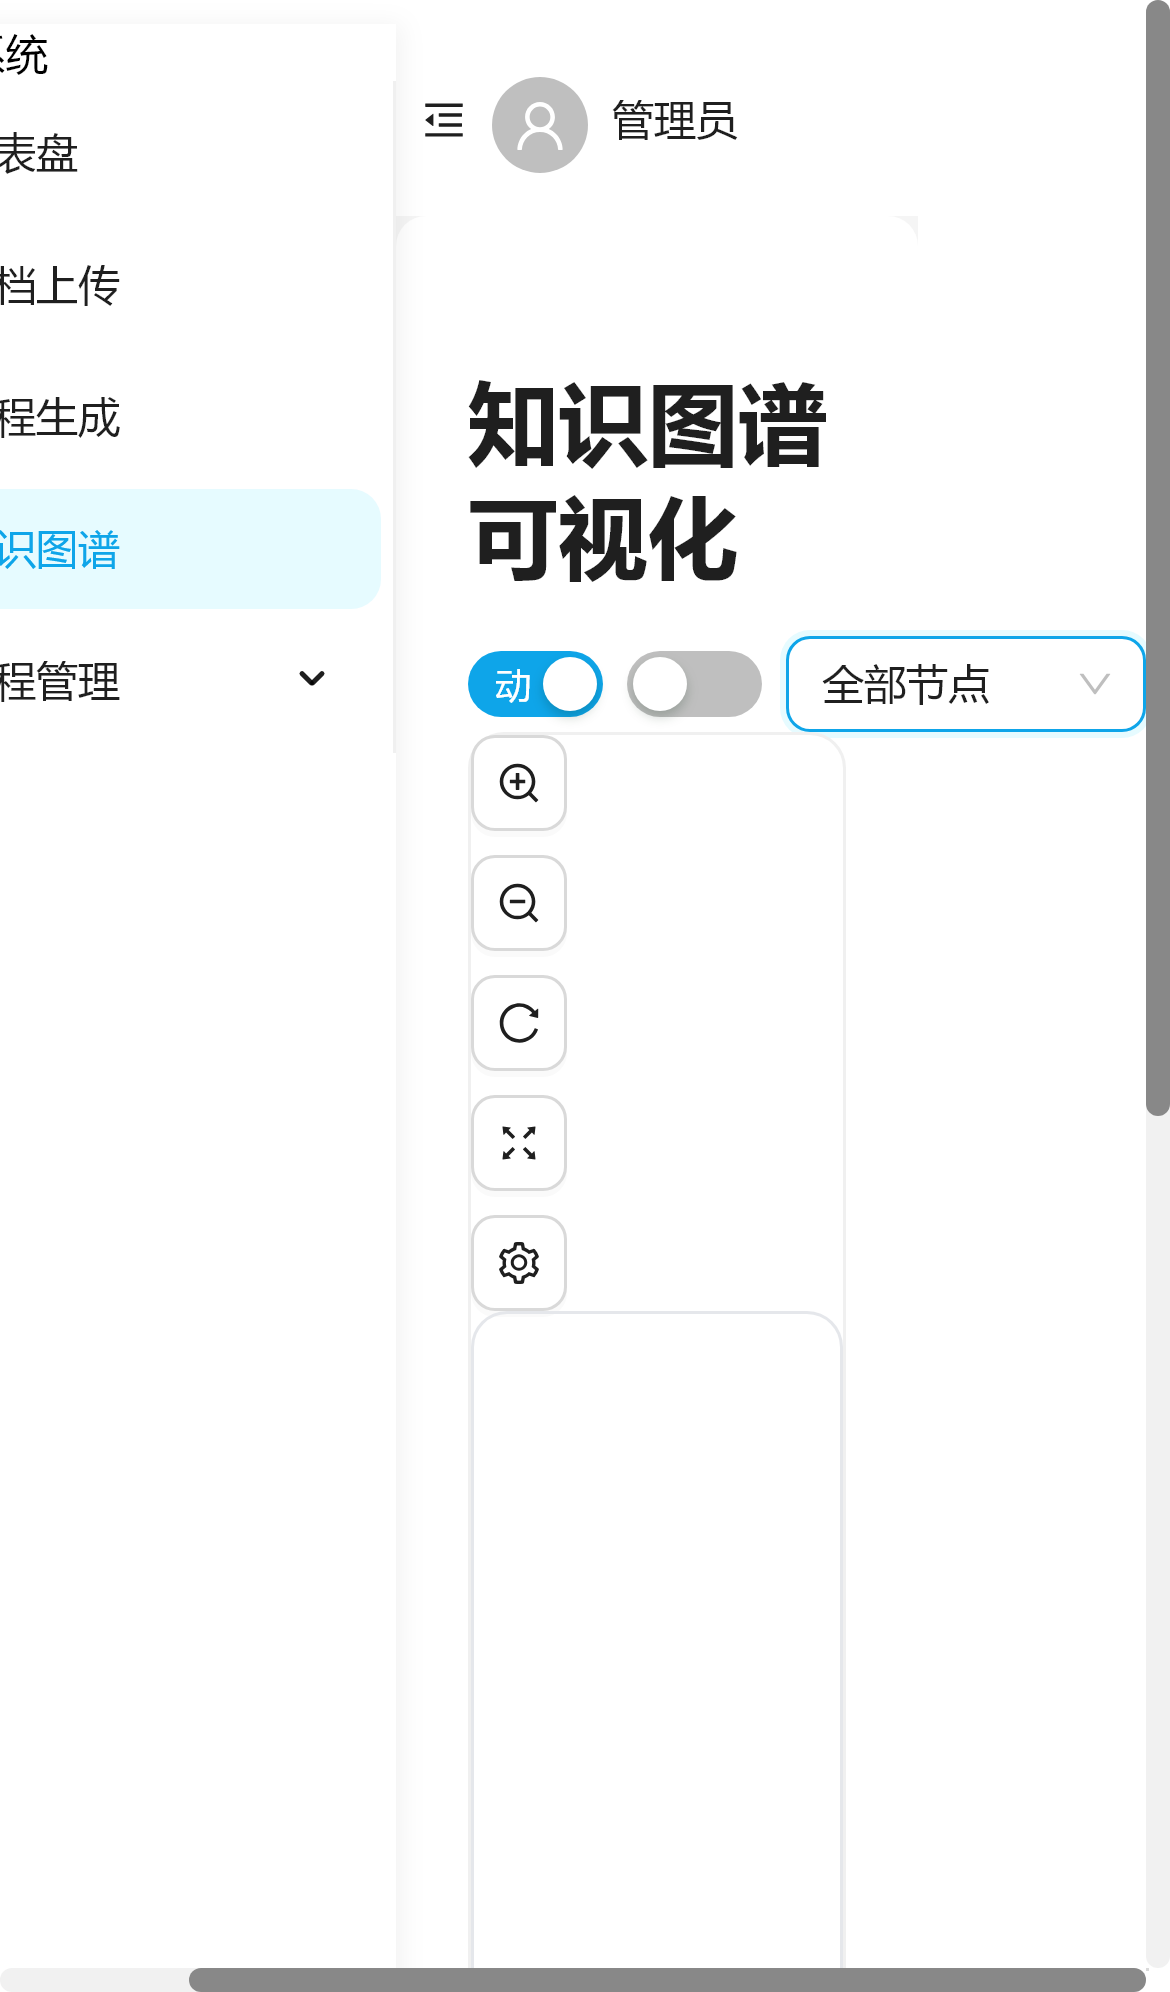 统
管理员
表盘
档上传
程生成
识图谱
程管理
知识图谱
可视化
动
全部节点